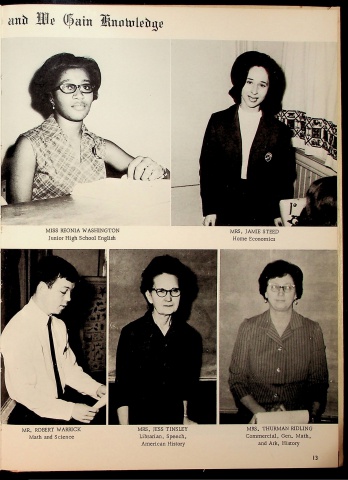 and We Gain Knowledge
MISS REONIA WASHINGTON
Junior High School English
MRS. JAMIE STEED
Home Economics
MR. ROBERT WARRICK
Math and Science
MRS. JESS TINSLEY
Librarian, Speech,
American History
MRS. THURMAN RIDLING
Commercial, Gen. Math,
and Ark. History
13